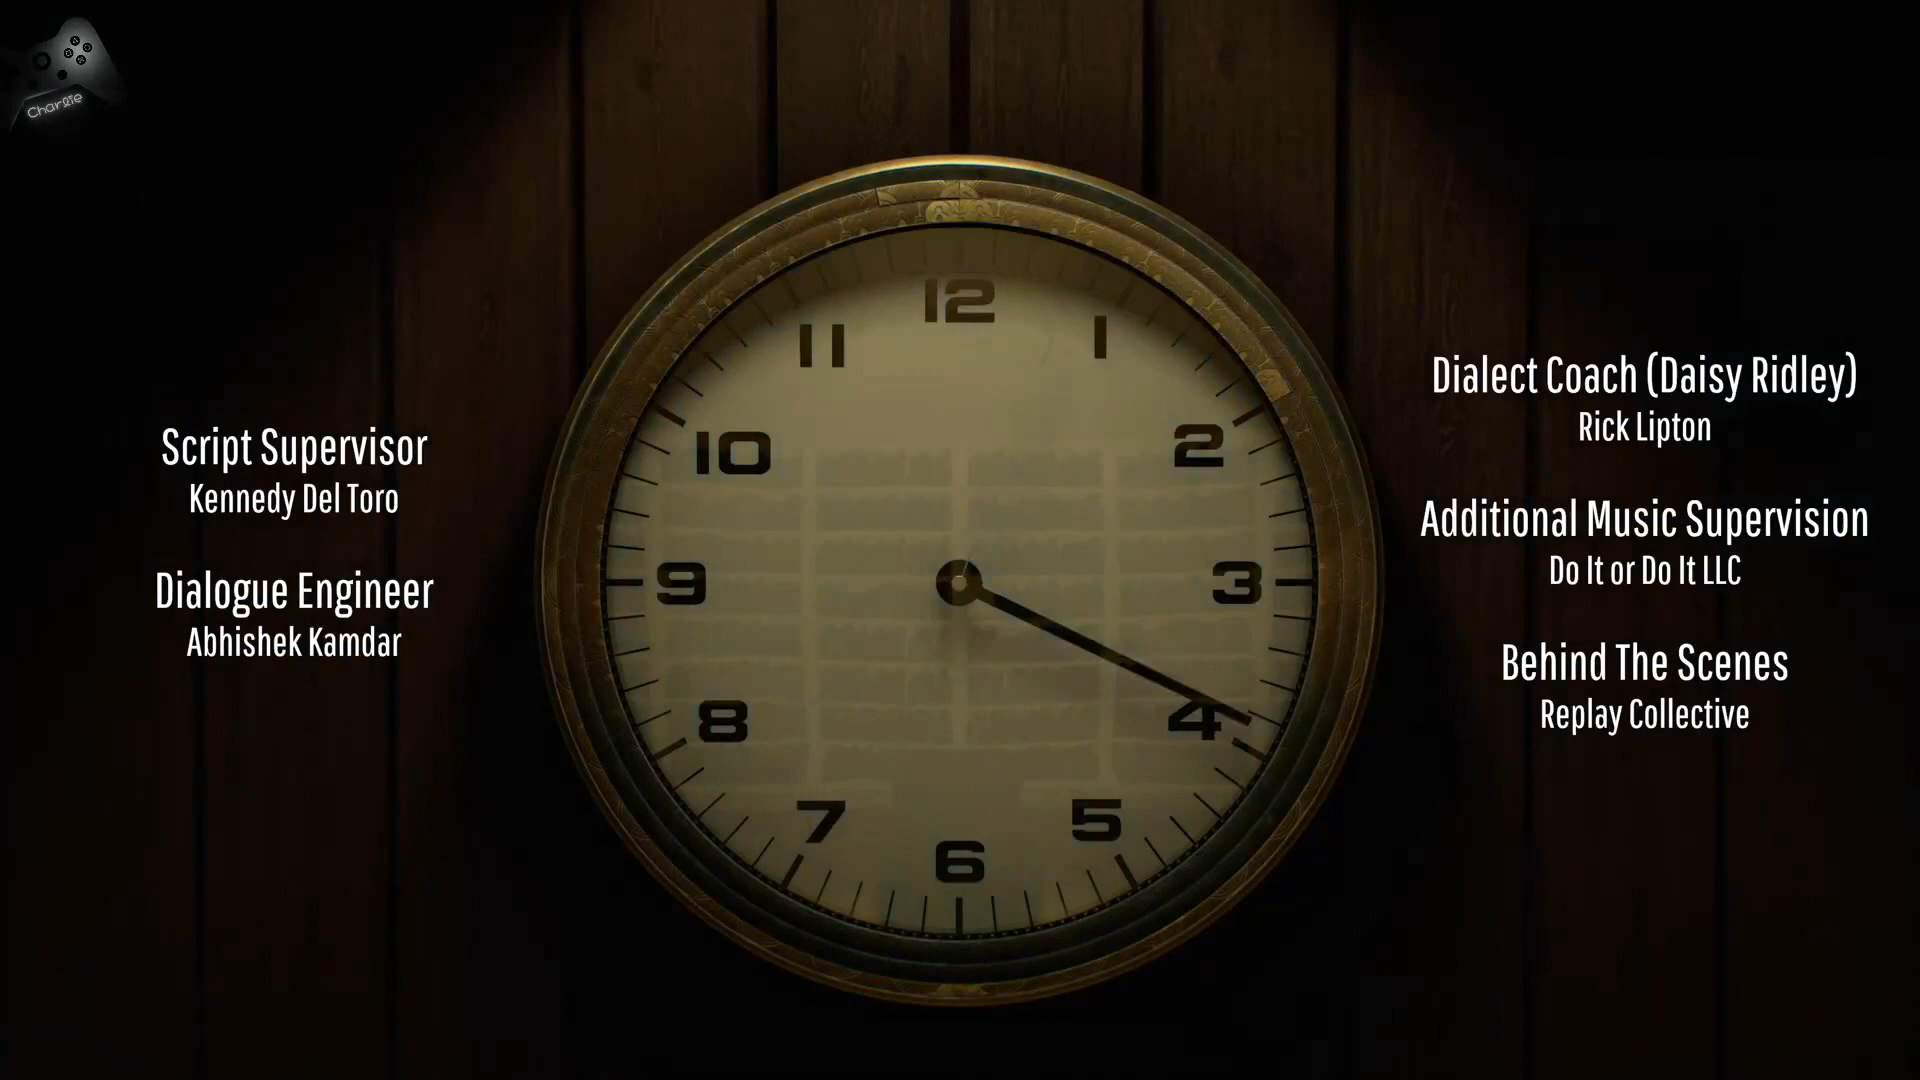 Charlie
Script Supervisor
Kennedy Del Toro
Dialogue Engineer
Abhishek Kamdar
12
1
2
3
4
5
6
7
8
9
10
11
Dialect Coach (Daisy Ridley)
Rick Lipton
Additional Music Supervision
Do It or Do It LLC
Behind The Scenes
Replay Collective